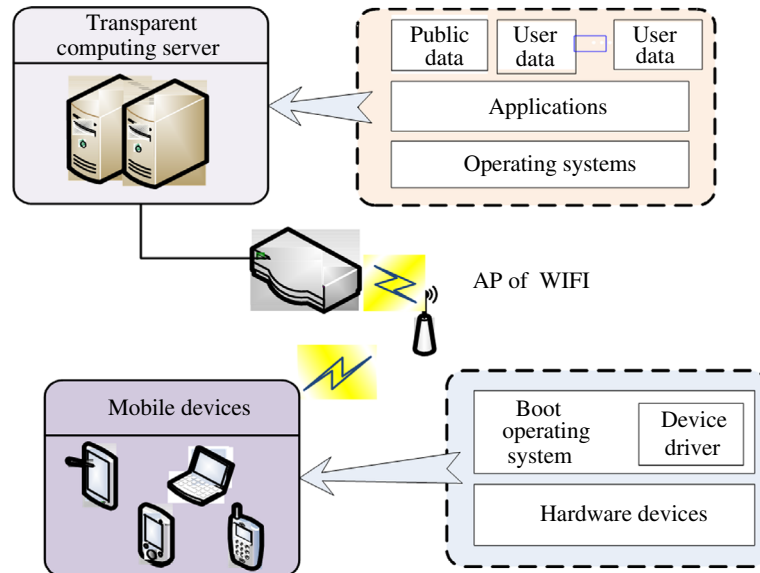 Transparent
computing server
Public
data
User
data
User
data
Applications
Operating systems
AP of WIFI
Mobile devices
Boot
operating
system
Device
driver
Hardware devices